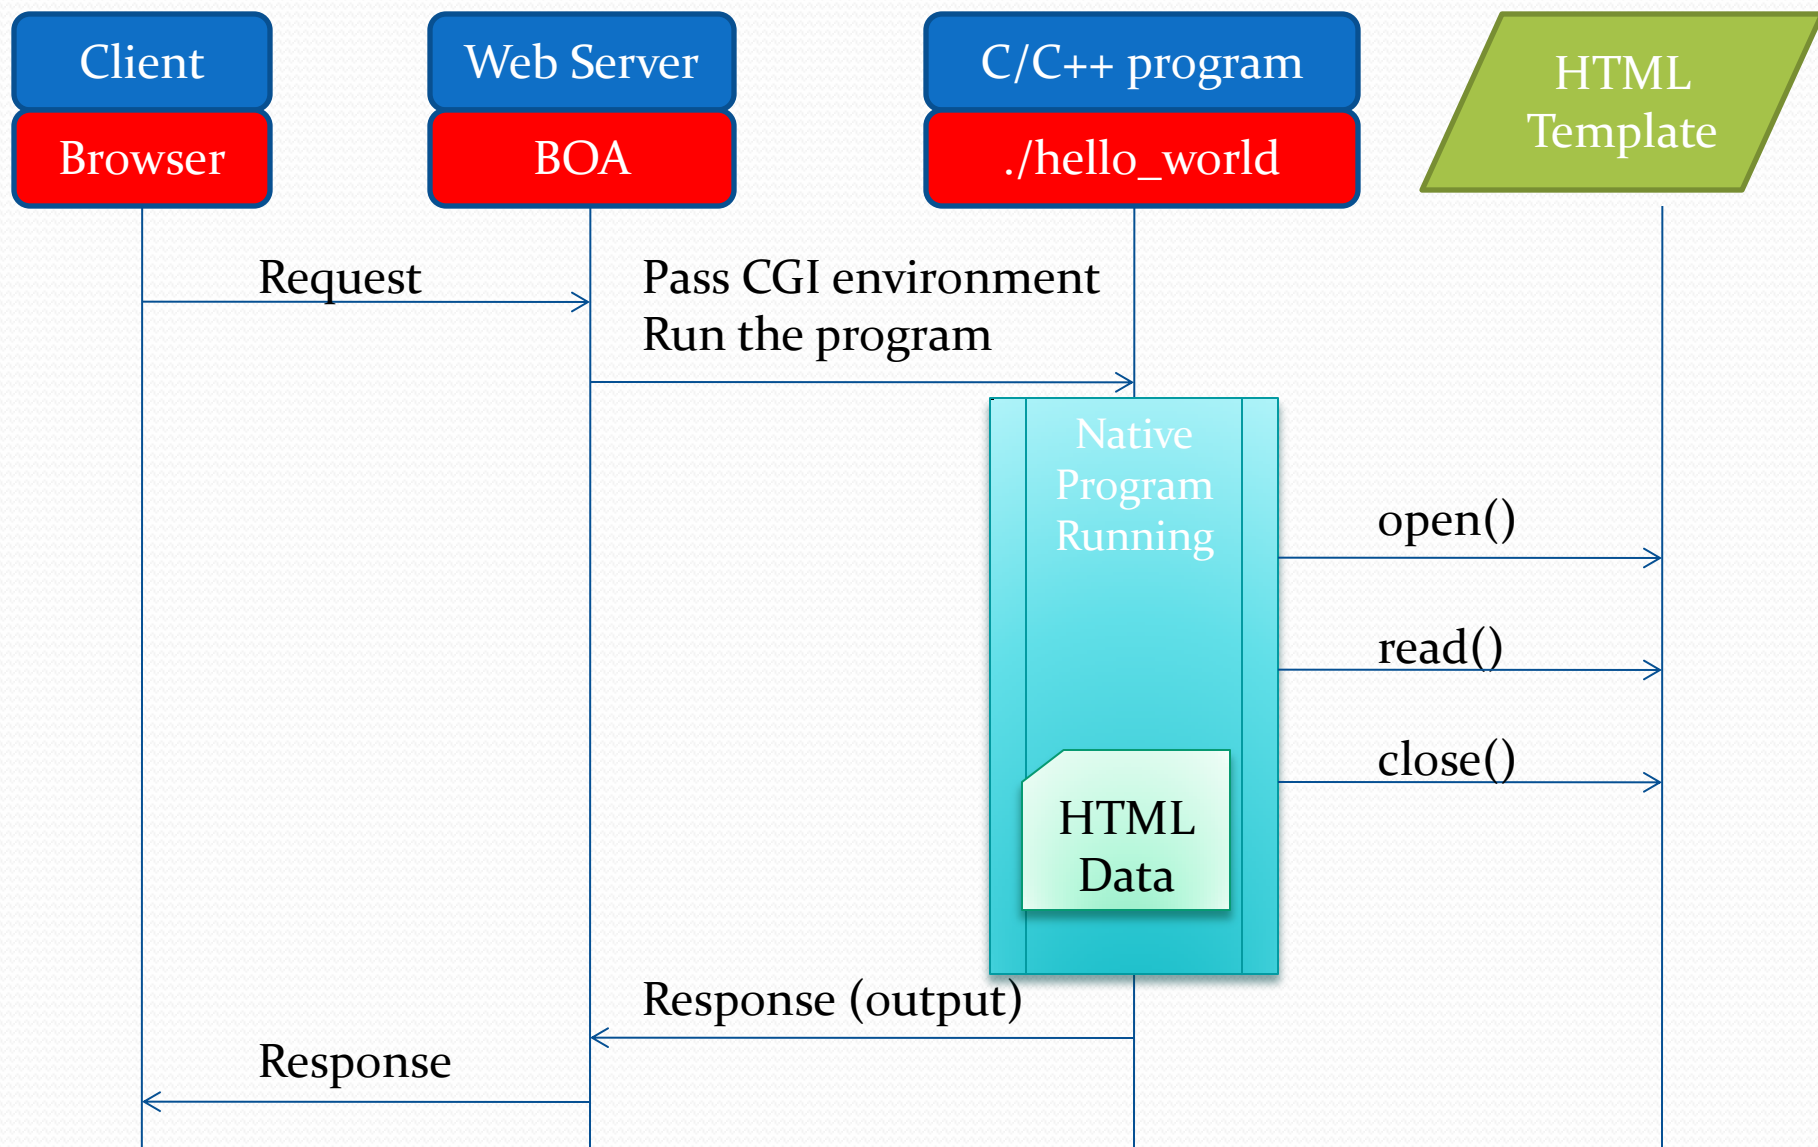 Client
Browser
Web Server
BOA
C/C++ program
./hello_world
HTML
Template
Request
Pass CGI environment
Run the program
Native
Program
Running
open()
read()
close()
HTML
Data
Response (output)
Response